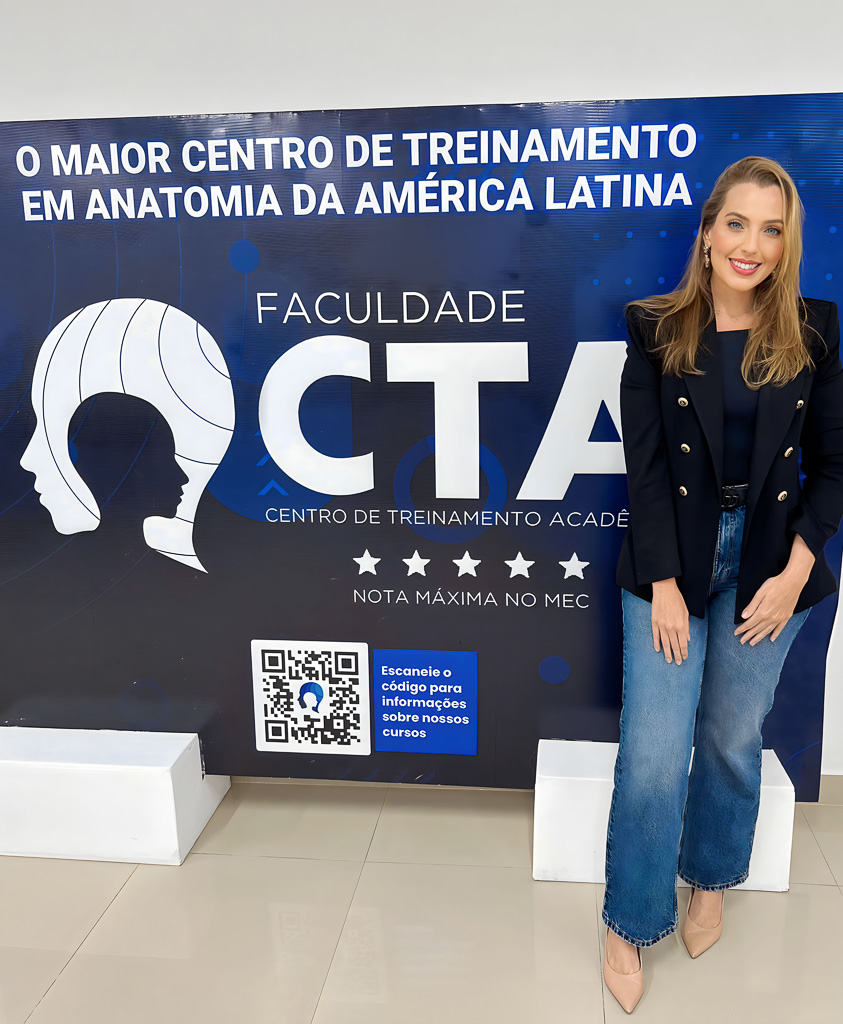 O MAIOR CENTRO DE TREINAMENTO
EM ANATOMIA DA AMÉRICA LATINA
FACULDADE
CTA
CENTRO DE TREINAMENTO ACADÊ
NOTA MÁXIMA NO MEC
Escaneie o
código para
informações
sobre nossos
cursos